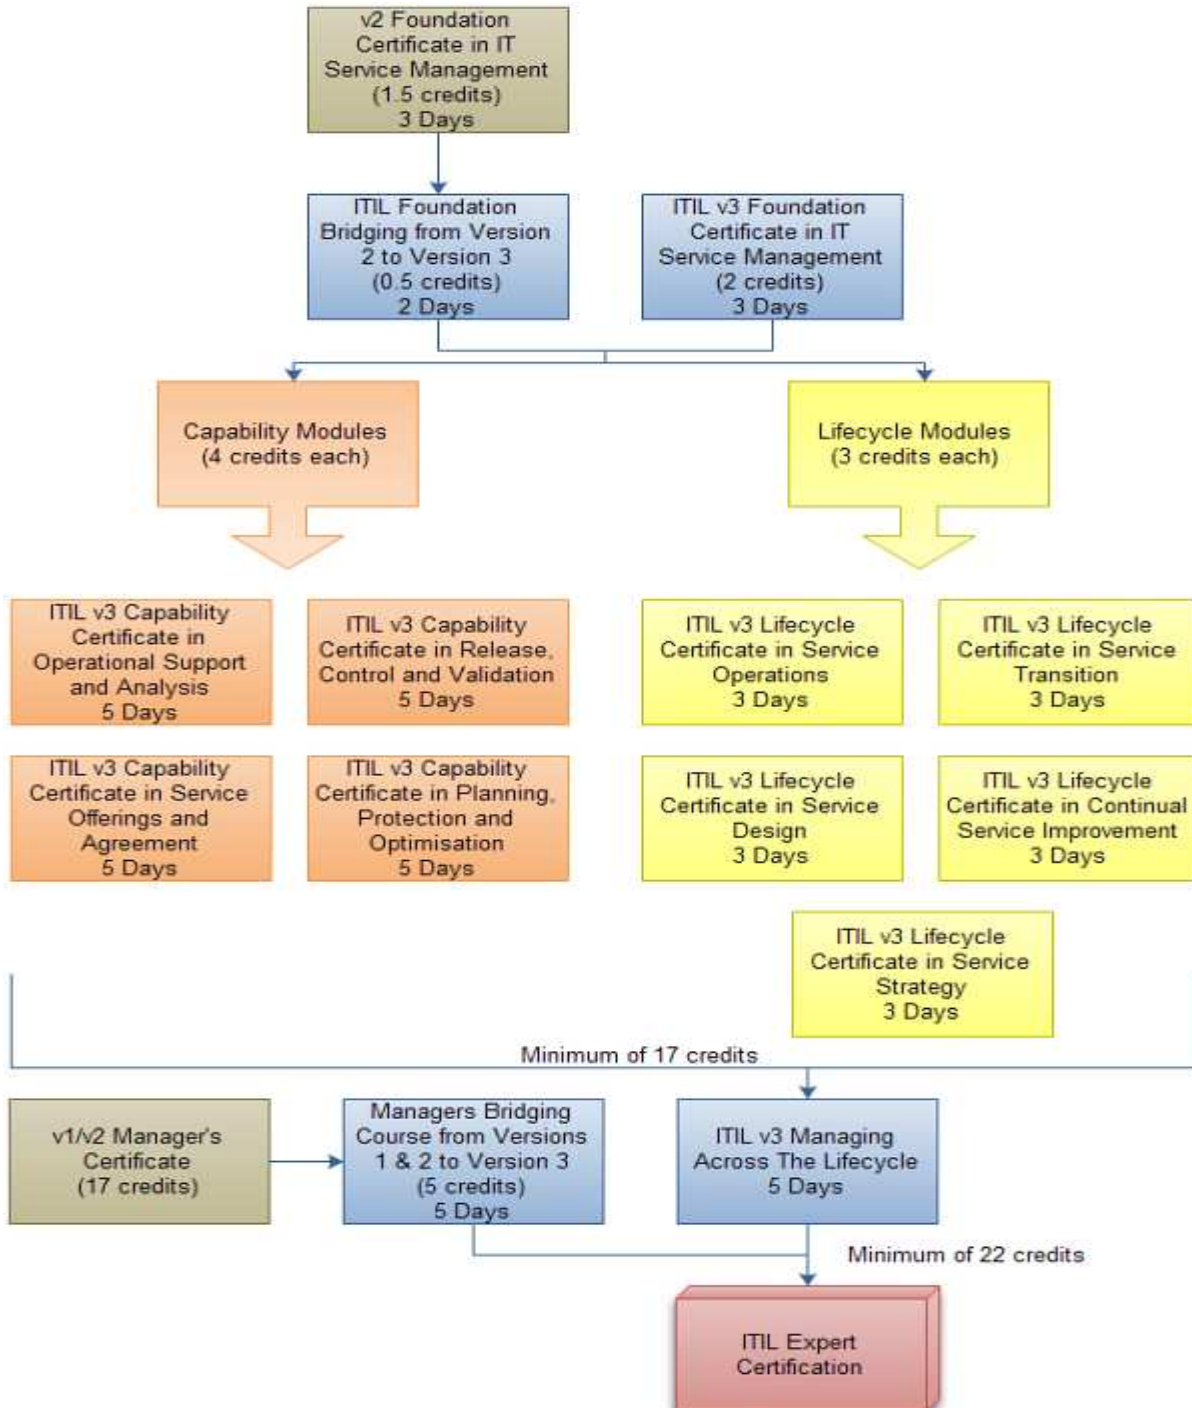 v2 Foundation
Certificate in IT
Service Management
(1.5 credits)
3 Days
ITIL Foundation
Bridging from Version
2 to Version 3
(0.5 credits)
2 Days
ITIL v3 Foundation
Certificate in IT
Service Management
(2 credits)
3 Days
Capability Modules
(4 credits each)
Lifecycle Modules
(3 credits each)
ITIL v3 Capability
Certificate in
Operational Support
and Analysis
5 Days
ITIL v3 Capability
Certificate in Release,
Control and Validation
5 Days
ITIL v3 Lifecycle
Certificate in Service
Operations
3 Days
ITIL v3 Lifecycle
Certificate in Service
Transition
3 Days
ITIL v3 Capability
Certificate in Service
Offerings and
Agreement
5 Days
ITIL v3 Capability
Certificate in Planning,
Protection and
Optimisation
5 Days
ITIL v3 Lifecycle
Certificate in Service
Design
3 Days
ITIL v3 Lifecycle
Certificate in Continual
Service Improvement
3 Days
ITIL v3 Lifecycle
Certificate in Service
Strategy
3 Days
Minimum of 17 credits
v1/v2 Manager's
Certificate
(17 credits)
Managers Bridging
Course from Versions
1 & 2 to Version 3
(5 credits)
5 Days
ITIL v3 Managing
Across The Lifecycle
5 Days
Minimum of 22 credits
ITIL Expert
Certification